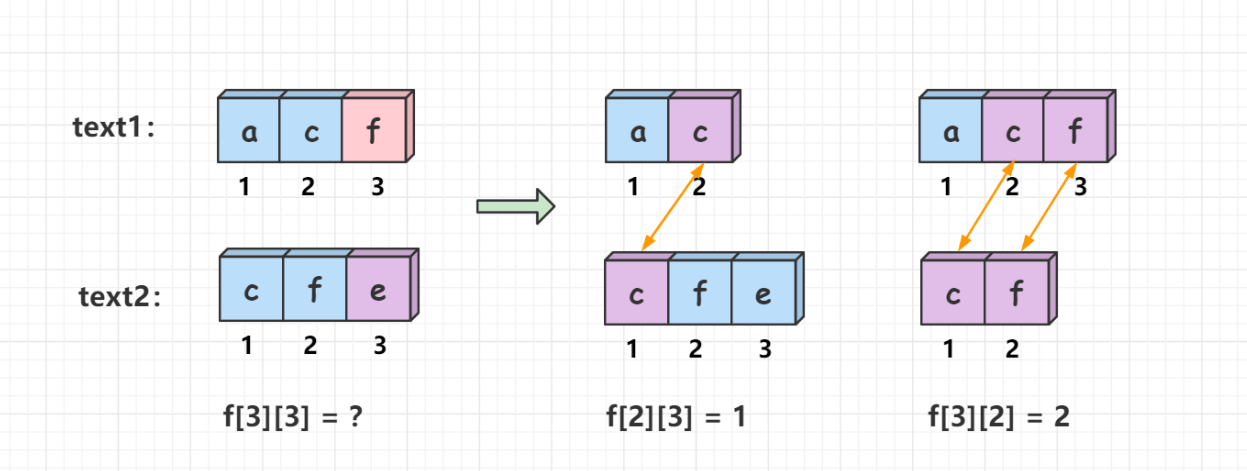 text1: a c f a c a c f
1 2 3 1 2 1 2 3
text2: c f e c f e c f
1 2 3 1 2 3 1 2
f[3][3] = ? f[2][3] = 1 f[3][2] = 2